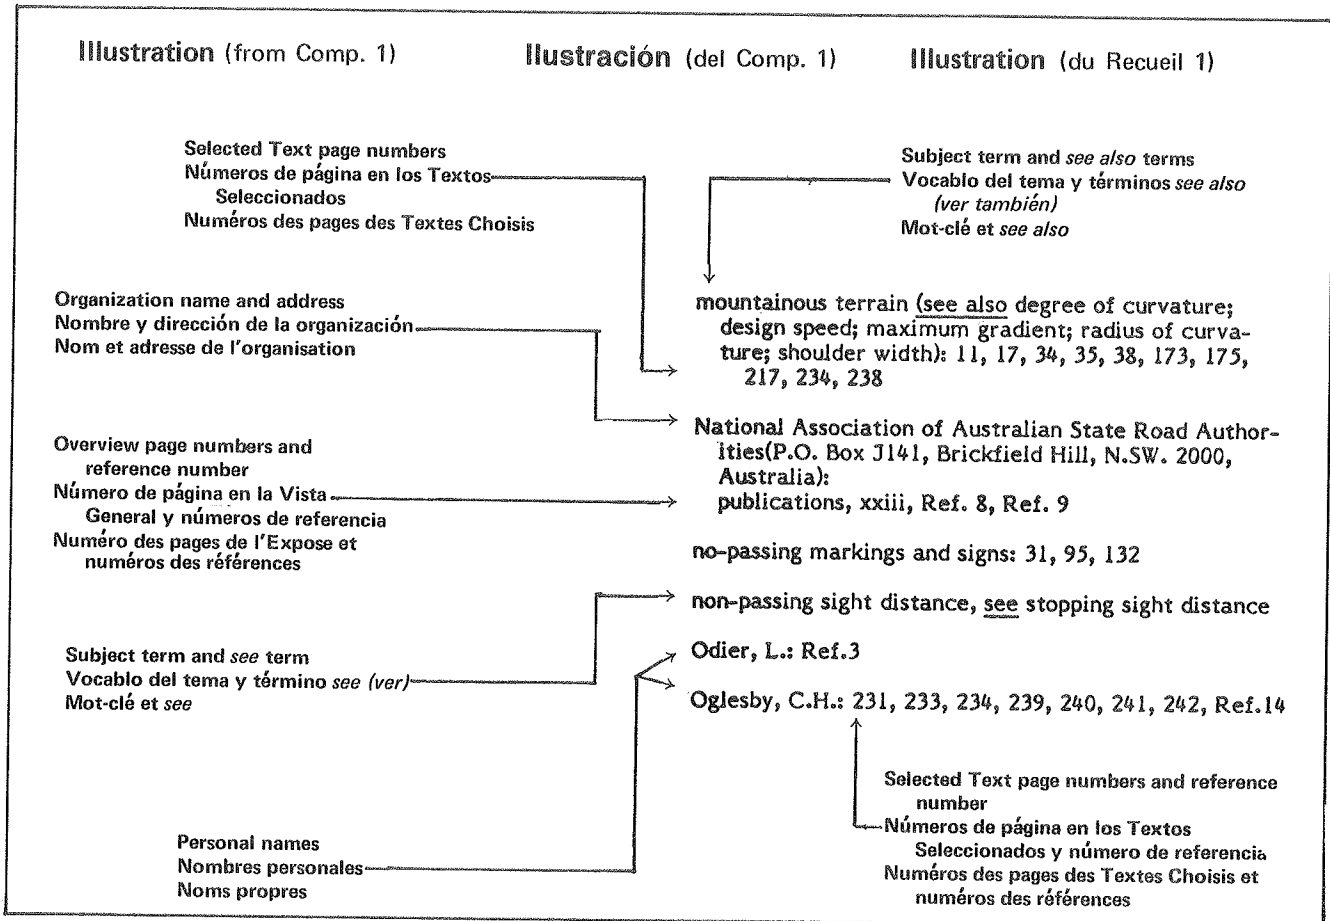 Illustration (from Comp. 1)
Ilustración (del Comp. 1)
Illustration (du Recueil 1)
Selected Text page numbers
Números de página en los Textos
Seleccionados
Numéros des pages des Textes Choisis
Subject term and see also terms
Vocablo del tema y términos see also
(ver también)
Mot-clé et see also
Organization name and address
Nombre y dirección de la organización
Nom et adresse de l'organisation
mountainous terrain (see also degree of curvature;
design speed; maximum gradient; radius of curva-
ture; shoulder width): 11, 17, 34, 35, 38, 173, 175,
217, 234, 238
Overview page numbers and
reference number
Número de página en la Vista
General y números de referencia
Numéro des pages de l'Expose et
numéros des références
National Association of Australian State Road Author-
ities(P.O. Box J141, Brickfield Hill, N.SW. 2000,
Australia):
publications, xxiii, Ref. 8, Ref. 9
no-passing markings and signs: 31, 95, 132
non-passing sight distance, see stopping sight distance
Subject term and see term
Vocablo del tema y término see (ver)
Mot-clé et see
Odier, L.: Ref.3
Oglesby, C.H.: 231, 233, 234, 239, 240, 241, 242, Ref.14
Personal names
Nombres personales
Noms propres
Selected Text page numbers and reference
number
Números de página en los Textos
Seleccionados y número de referencia
Numéros des pages des Textes Choisis et
numéros des références